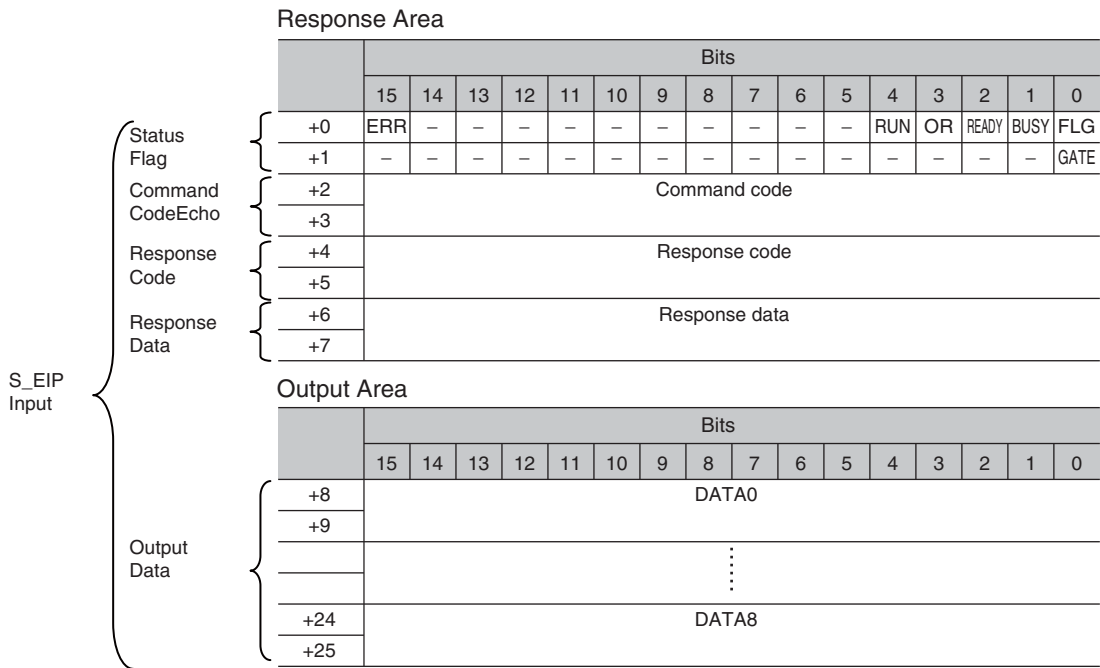 Response Area
Bits
15 14 13 12 11 10 9 8 7 6 5 4 3 2 1 0
Status
Flag
+0 ERR – – – – – – – – – – RUN OR READY BUSY FLG
+1 – – – – – – – – – – – – – – – GATE
Command
CodeEcho
+2 Command code
+3
Response
Code
+4 Response code
+5
Response
Data
+6 Response data
+7
S_EIP
Input
Output Area
Bits
15 14 13 12 11 10 9 8 7 6 5 4 3 2 1 0
+8 DATA0
+9
Output
Data
+24 DATA8
+25